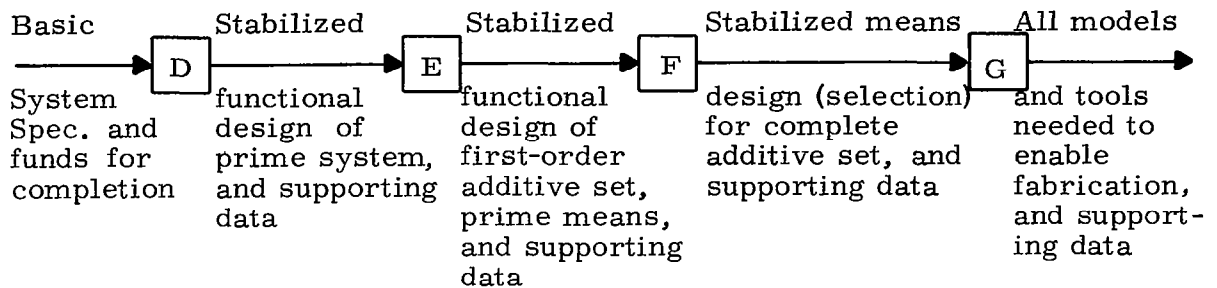 Basic
System
Spec. and
funds for
completion
D
Stabilized
functional
design of
prime system,
and supporting
data
E
Stabilized
functional
design of
first-order
additive set,
prime means,
and supporting
data
F
Stabilized means
design (selection)
for complete
additive set, and
supporting data
G
All models
and tools
needed to
enable
fabrication,
and support-
ing data